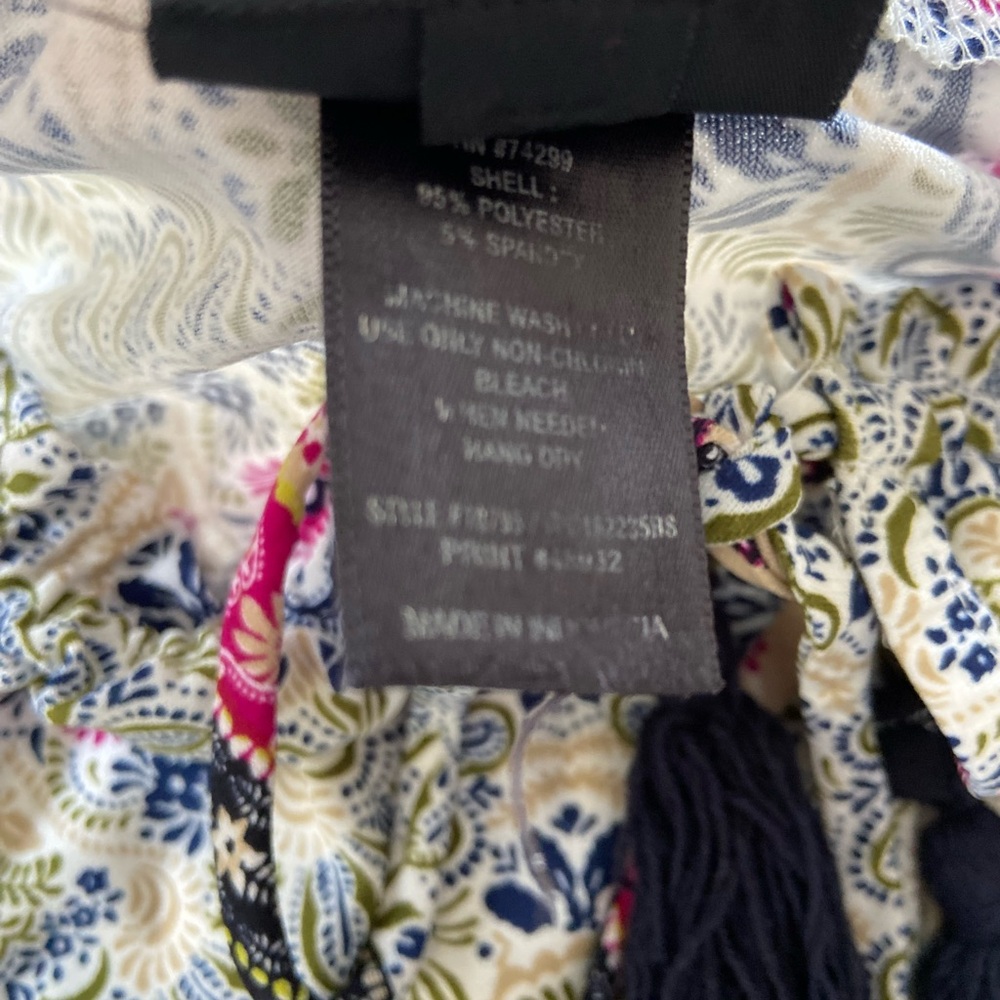 RN #74299
SHELL:
95% POLYESTER
5% SPANDEX
MACHINE WASH
USE ONLY NON-CHLORINE
BLEACH
WHEN NEEDED
HANG DRY
STYLE
PRINT
MADE IN